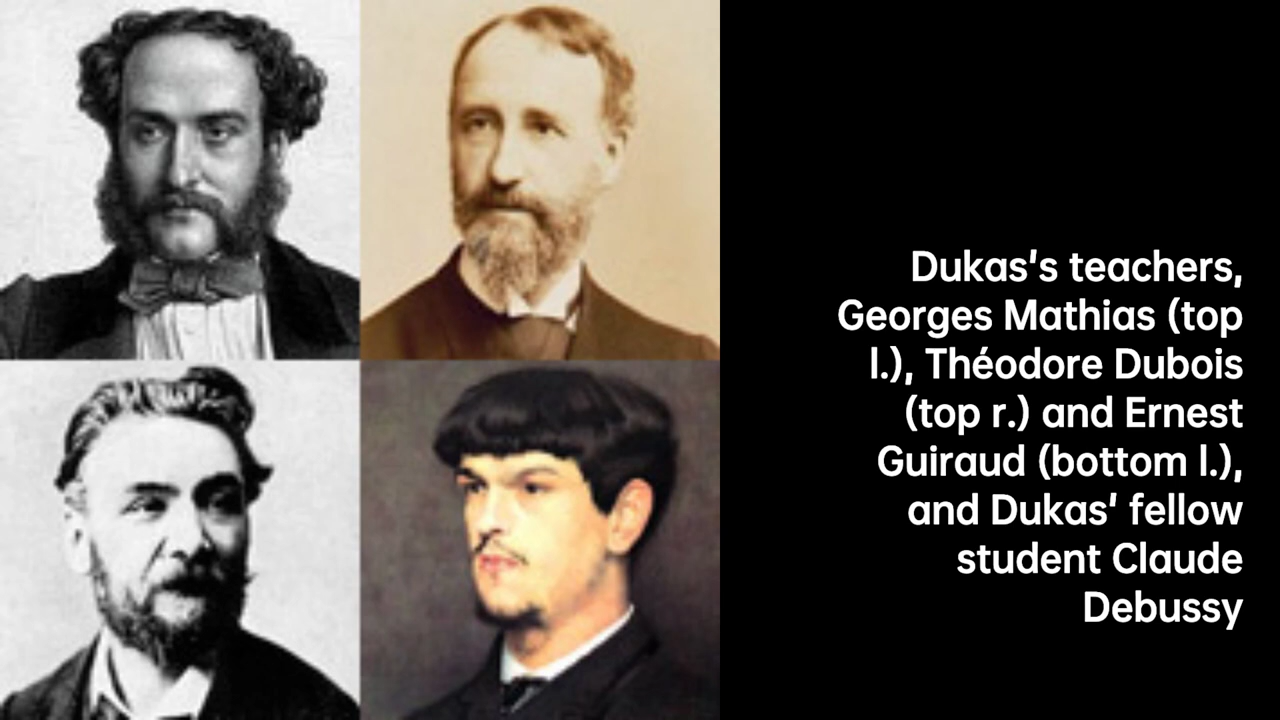 Dukas's teachers,
Georges Mathias (top
l.), Théodore Dubois
(top r.) and Ernest
Guiraud (bottom l.),
and Dukas' fellow
student Claude
Debussy